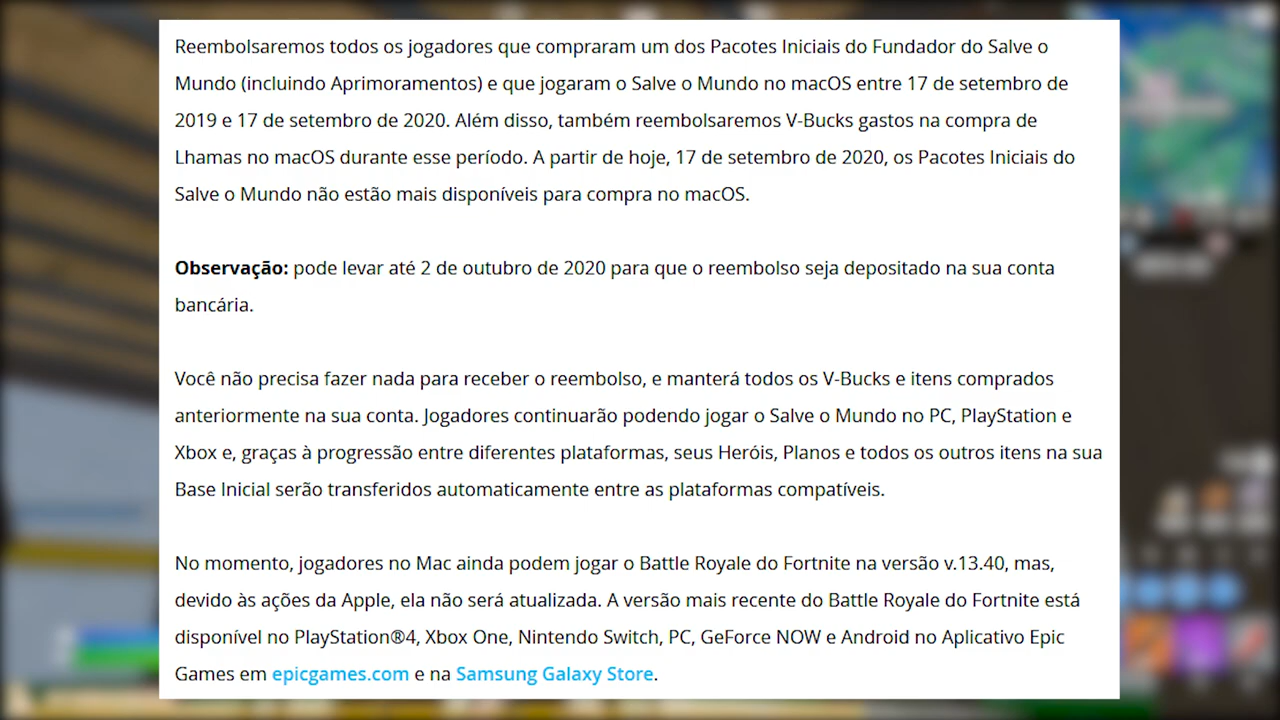 Reembolsaremos todos os jogadores que compraram um dos Pacotes Iniciais do Fundador do Salve o
Mundo (incluindo Aprimoramentos) e que jogaram o Salve o Mundo no macOS entre 17 de setembro de
2019 e 17 de setembro de 2020. Além disso, também reembolsaremos V-Bucks gastos na compra de
Lhamas no macOS durante esse período. A partir de hoje, 17 de setembro de 2020, os Pacotes Iniciais do
Salve o Mundo não estão mais disponíveis para compra no macOS.
Observação: pode levar até 2 de outubro de 2020 para que o reembolso seja depositado na sua conta
bancária.
Você não precisa fazer nada para receber o reembolso, e manterá todos os V-Bucks e itens comprados
anteriormente na sua conta. Jogadores continuarão podendo jogar o Salve o Mundo no PC, PlayStation e
Xbox e, graças à progressão entre diferentes plataformas, seus Heróis, Planos e todos os outros itens na sua
Base Inicial serão transferidos automaticamente entre as plataformas compatíveis.
No momento, jogadores no Mac ainda podem jogar o Battle Royale do Fortnite na versão v.13.40, mas,
devido às ações da Apple, ela não será atualizada. A versão mais recente do Battle Royale do Fortnite está
disponível no PlayStation®4, Xbox One, Nintendo Switch, PC, GeForce NOW e Android no Aplicativo Epic
Games em epicgames.com e na Samsung Galaxy Store.